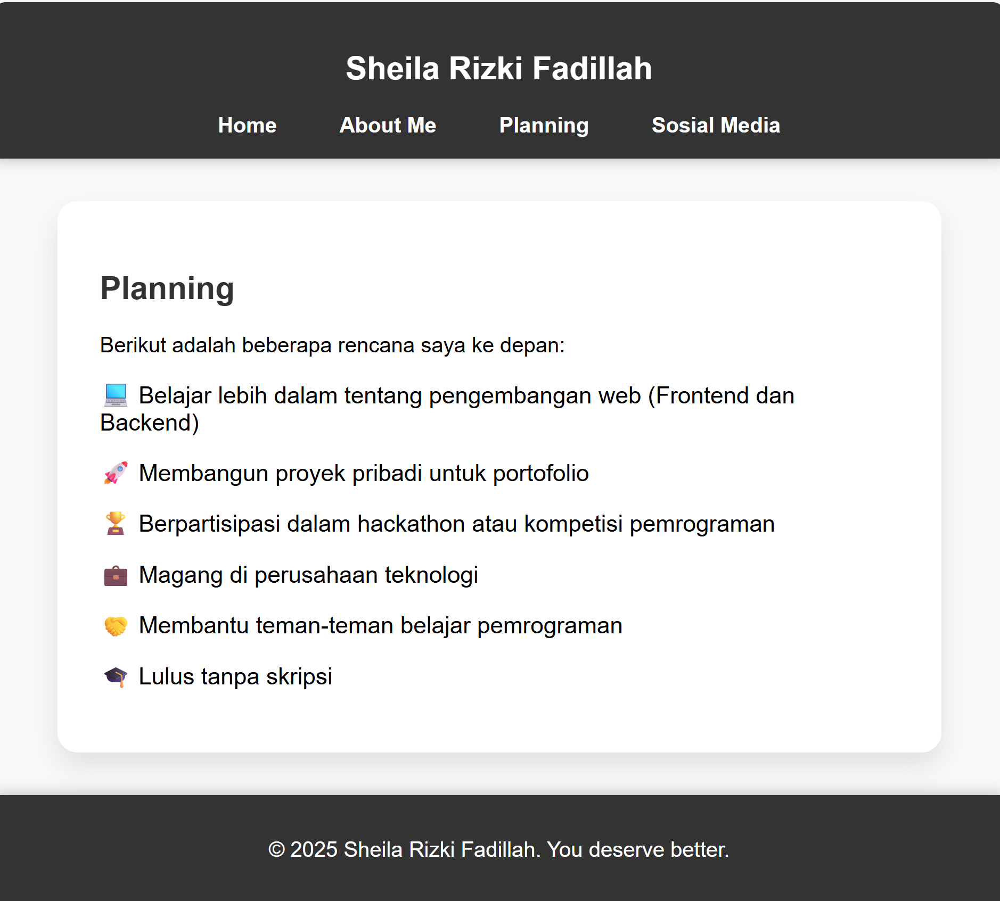 Sheila Rizki Fadillah
Home About Me Planning Sosial Media
Planning
Berikut adalah beberapa rencana saya ke depan:
💻 Belajar lebih dalam tentang pengembangan web (Frontend dan
Backend)
🚀 Membangun proyek pribadi untuk portofolio
🏆 Berpartisipasi dalam hackathon atau kompetisi pemrograman
💼 Magang di perusahaan teknologi
🤝 Membantu teman-teman belajar pemrograman
🎓 Lulus tanpa skripsi
© 2025 Sheila Rizki Fadillah. You deserve better.